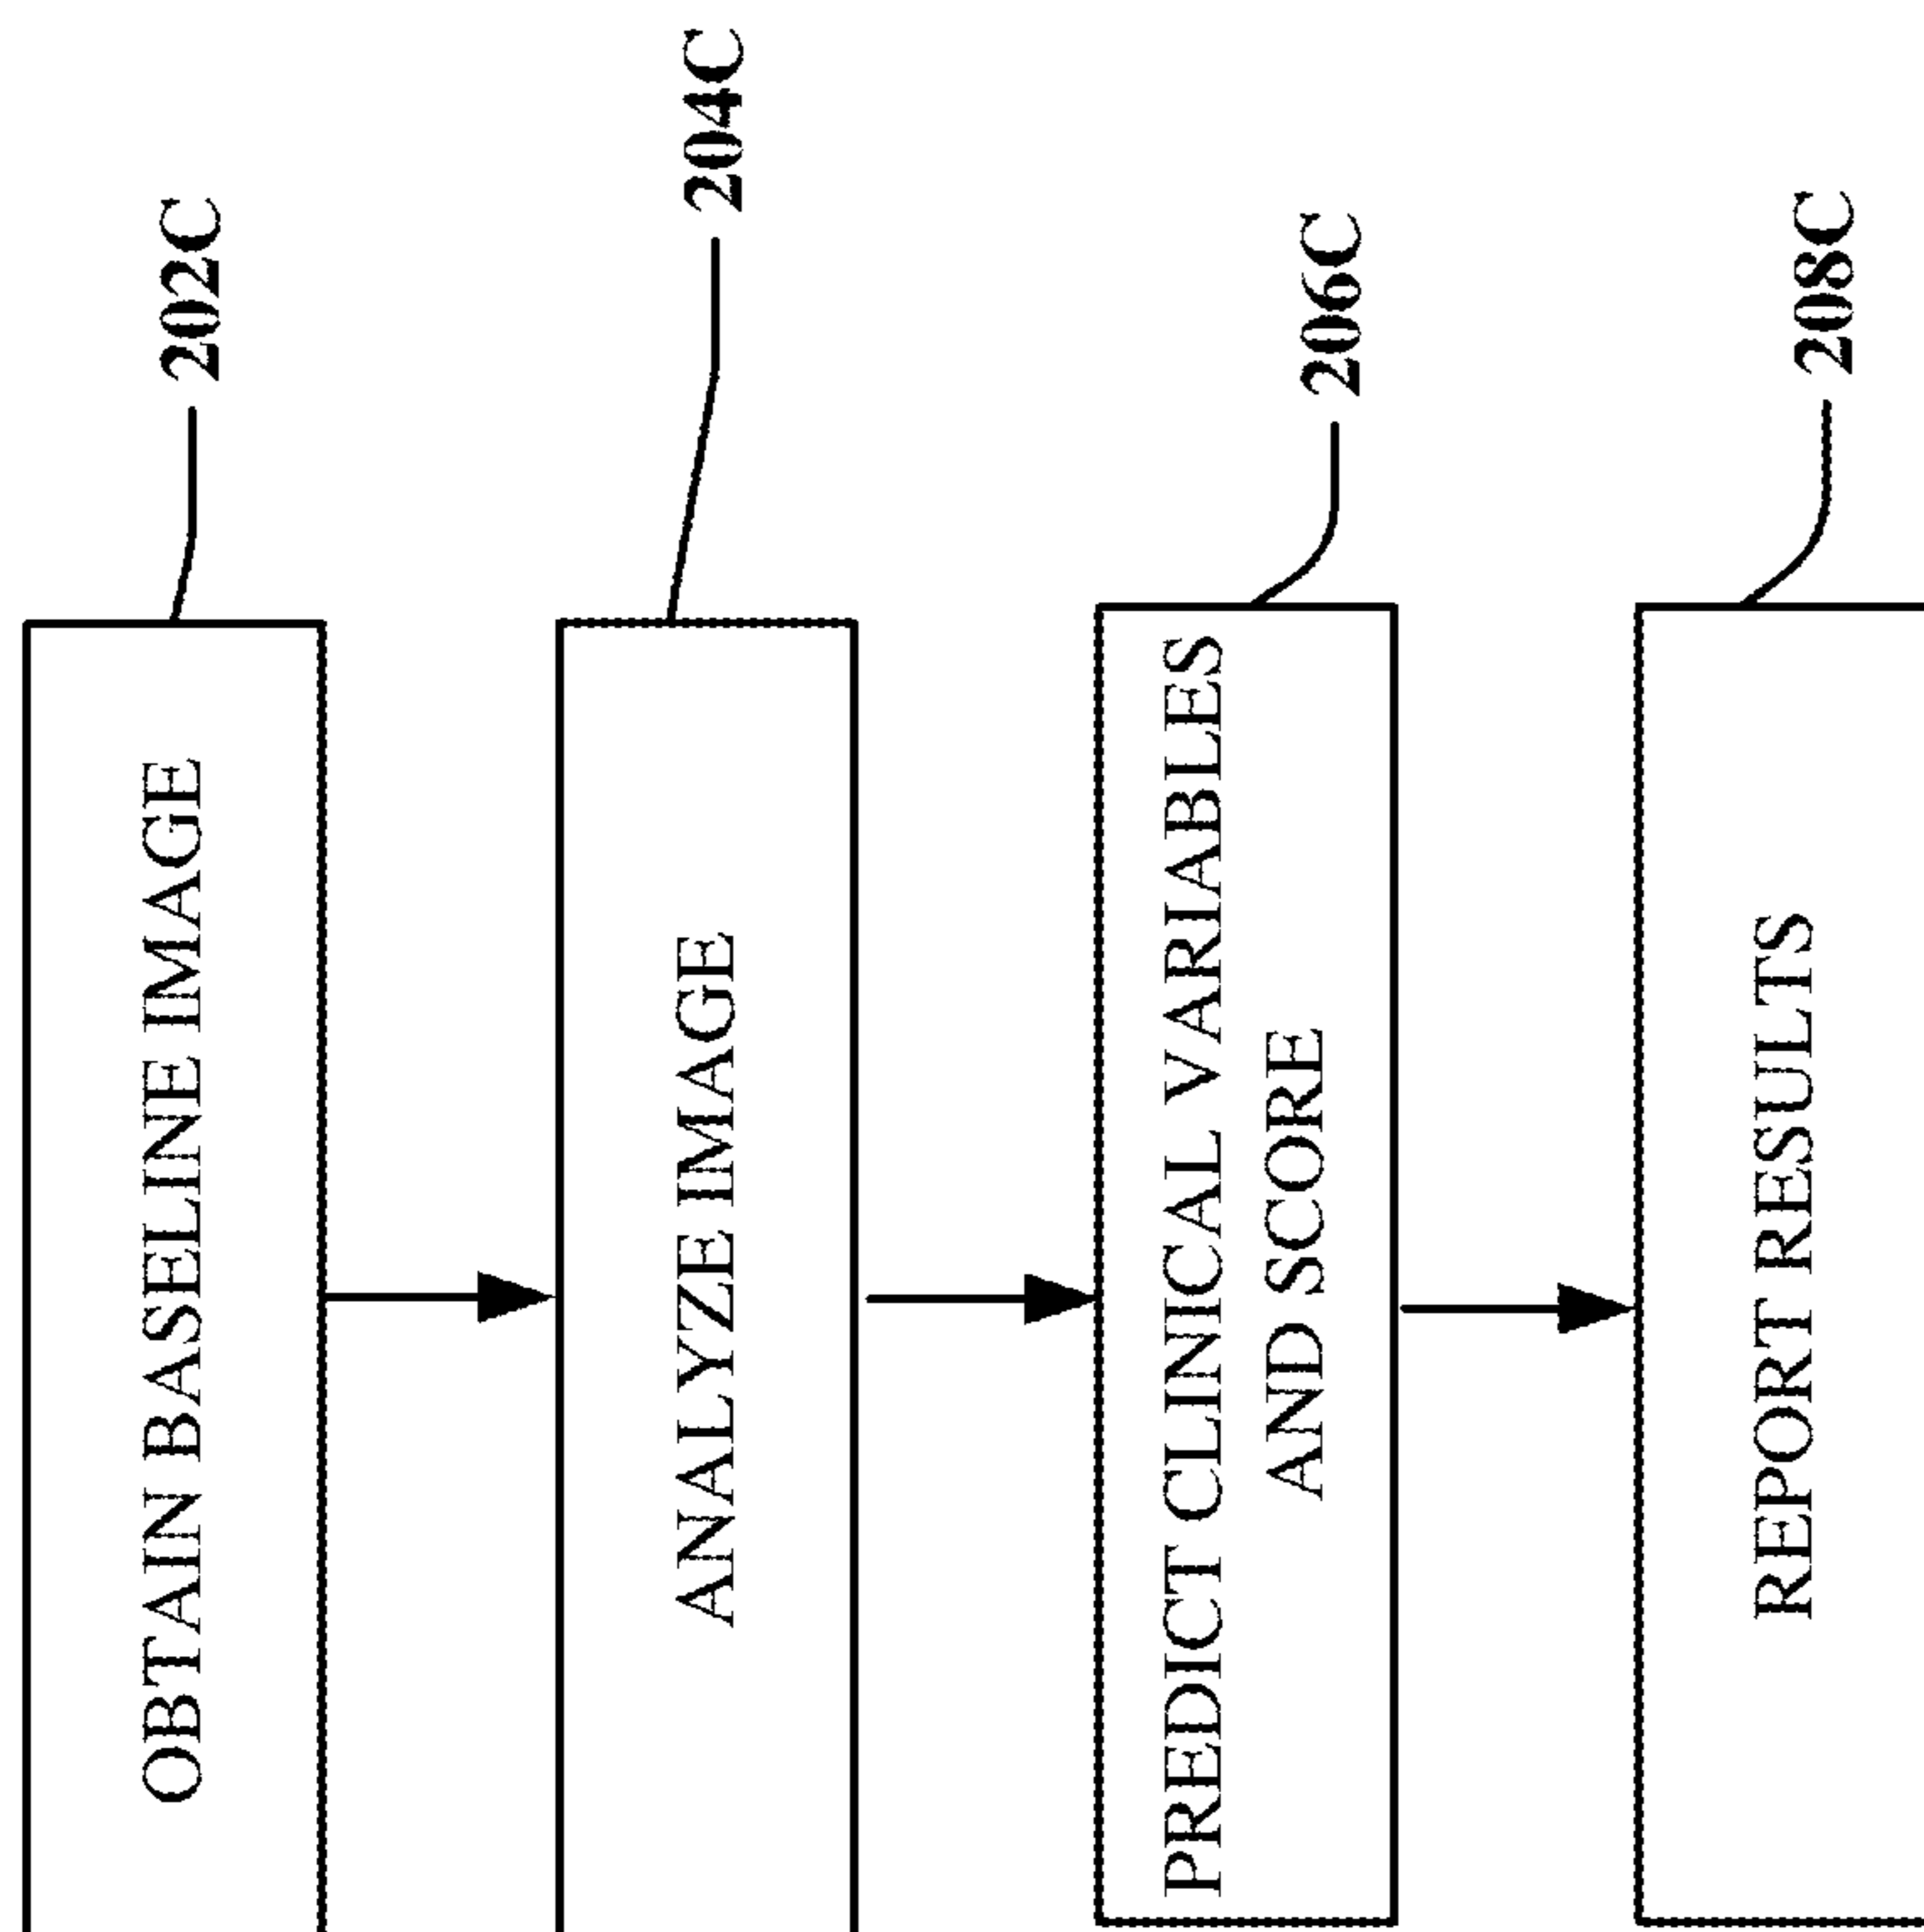 OBTAIN BASELINE IMAGE
202C
ANALYZE IMAGE
204C
PREDICT CLINICAL VARIABLES
AND SCORE
206C
REPORT RESULTS
208C